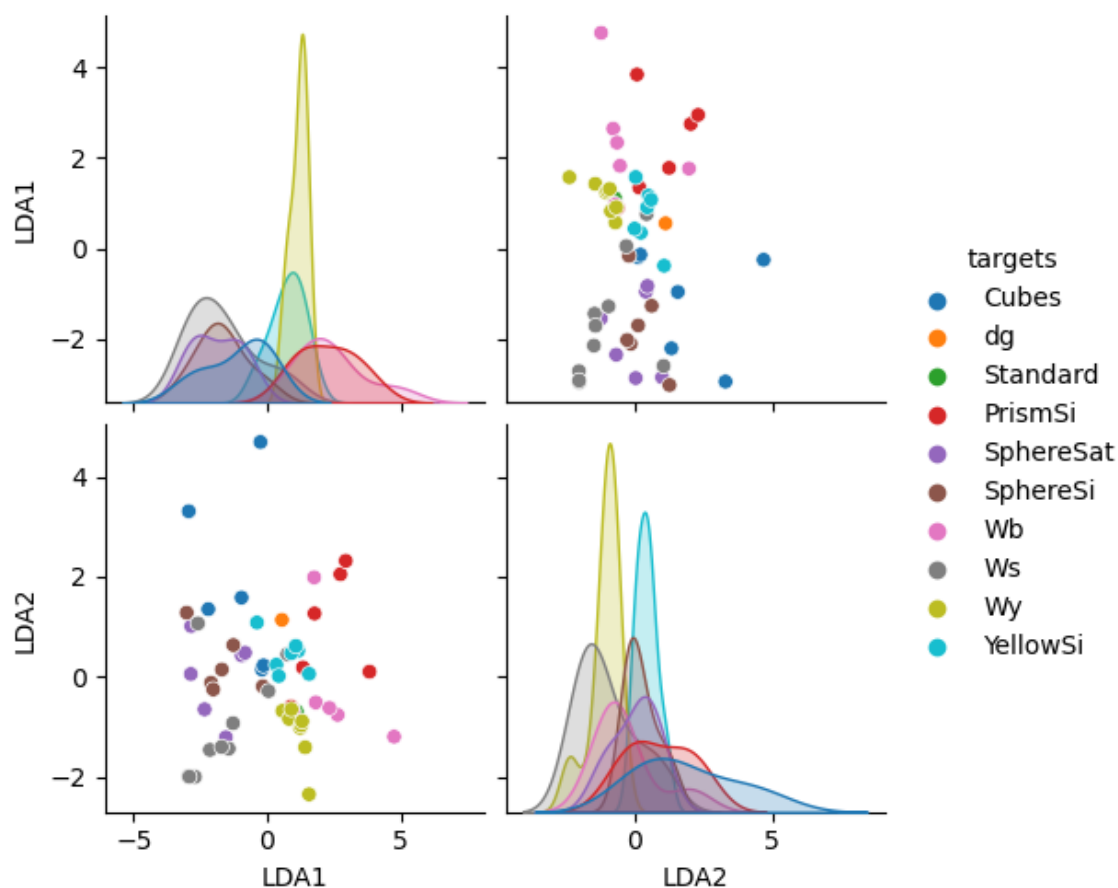 LDA1
4
2
0
−2
LDA2
4
2
0
−2
−5
0
5
LDA1
0
5
LDA2
targets
Cubes
dg
Standard
PrismSi
SphereSat
SphereSi
Wb
Ws
Wy
YellowSi